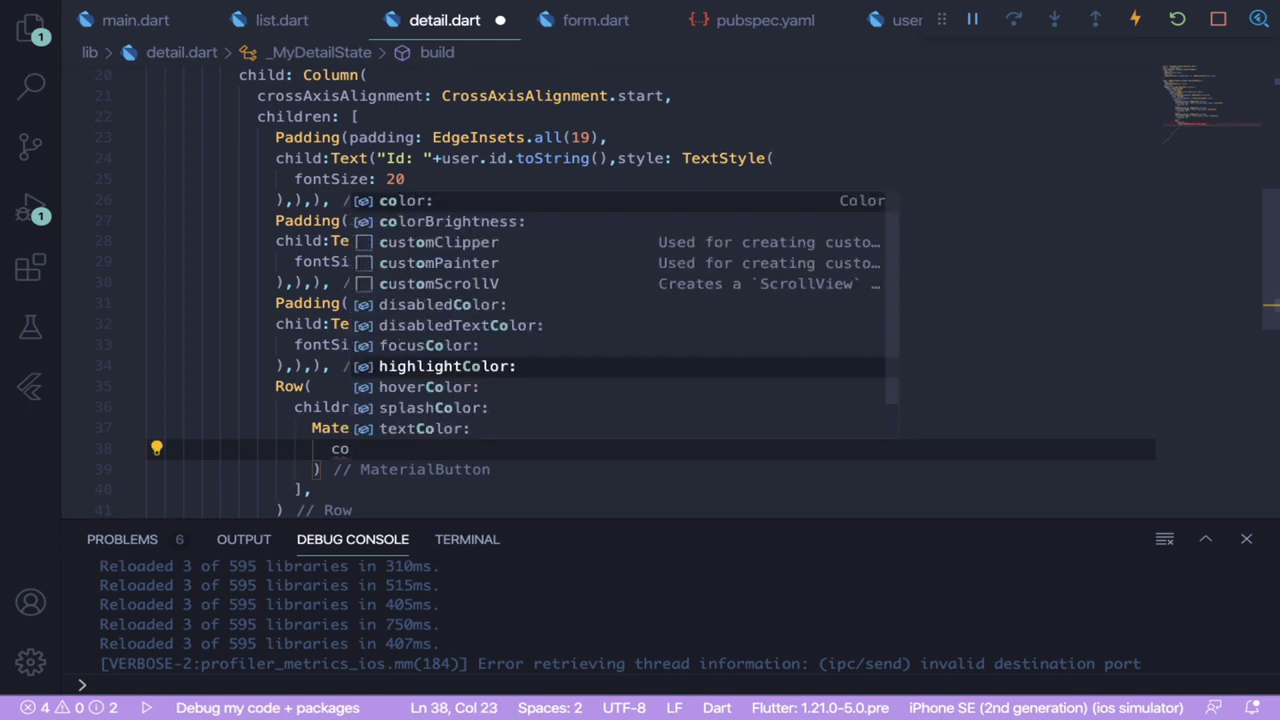 main.dart list.dart detail.dart form.dart pubspec.yaml user
1
lib > detail.dart > _MyDetailState > build
20 child: Column(
21 crossAxisAlignment: CrossAxisAlignment.start,
22 children: [
23 Padding(padding: EdgeInsets.all(19),
24 child:Text("Id: "+user.id.toString(),style: TextStyle(
25 fontSize: 20
26 ),),), / color: Color
27 Padding( colorBrightness:
28 child:Te customClipper Used for creating custo…
29 fontSi customPainter Used for creating custo…
30 ),),), / customScrollV Creates a `ScrollView` …
31 Padding( disabledColor:
32 child:Te disabledTextColor:
33 fontSi focusColor:
34 ),),), / highlightColor:
35 Row( hoverColor:
36 childr splashColor:
37 Mate textColor:
38 co
39 ) // MaterialButton
40 ],
41 ) // Row
1
PROBLEMS 6 OUTPUT DEBUG CONSOLE TERMINAL
Reloaded 3 of 595 libraries in 310ms.
Reloaded 3 of 595 libraries in 515ms.
Reloaded 3 of 595 libraries in 405ms.
Reloaded 3 of 595 libraries in 750ms.
Reloaded 3 of 595 libraries in 407ms.
[VERBOSE-2:profiler_metrics_ios.mm(184)] Error retrieving thread information: (ipc/send) invalid destination port
>
4 0 2 Debug my code + packages Ln 38, Col 23 Spaces: 2 UTF-8 LF Dart Flutter: 1.21.0-5.0.pre iPhone SE (2nd generation) (ios simulator)